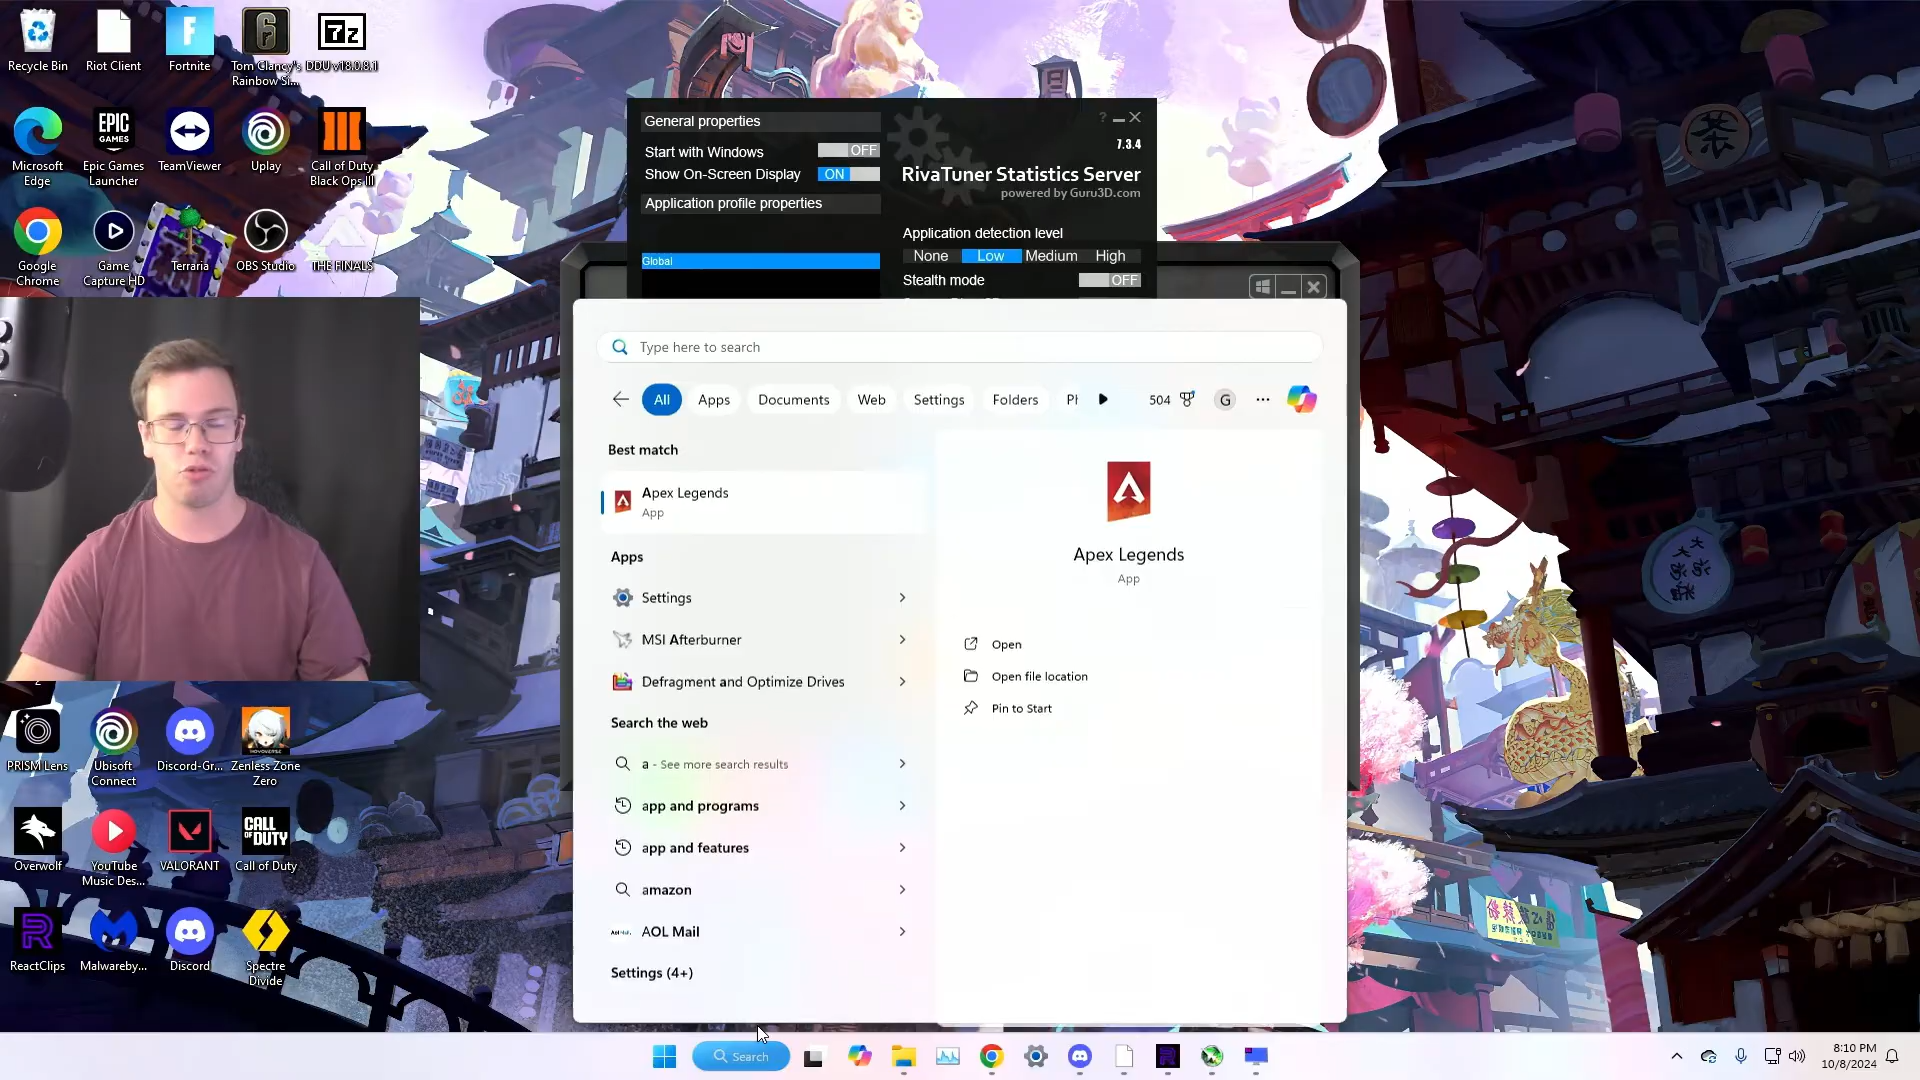 Recycle Bin
Riot Client
Fortnite
Tom Clancy's
Rainbow Si...
7z
DDU v18.0.8.1
Microsoft
Edge
EPIC
GAMES
Epic Games
Launcher
TeamViewer
Uplay
Call of Duty
Black Ops III
Google
Chrome
Game
Capture HD
Terraria
OBS Studio
THE FINALS
PRISM Lens
Ubisoft
Connect
Discord-Gr...
Zenless Zone
Zero
Overwolf
YouTube
Music Des...
VALORANT
CALL
OF DUTY
Call of Duty
ReactClips
Malwareby...
Discord
Spectre
Divide
General properties
Start with Windows
OFF
Show On-Screen Display
ON
Application profile properties
Global
?
7.3.4
RivaTuner Statistics Server
powered by Guru3D.com
Application detection level
None
Low
Medium
High
Stealth mode
OFF
Type here to search
All
Apps
Documents
Web
Settings
Folders
Ph
504
G
Best match
Apex Legends
App
Apps
Settings
MSI Afterburner
Defragment and Optimize Drives
Search the web
a - See more search results
app and programs
app and features
amazon
AOL Mail
Settings (4+)
Apex Legends
App
Open
Open file location
Pin to Start
Search
8:10 PM
10/8/2024
茶